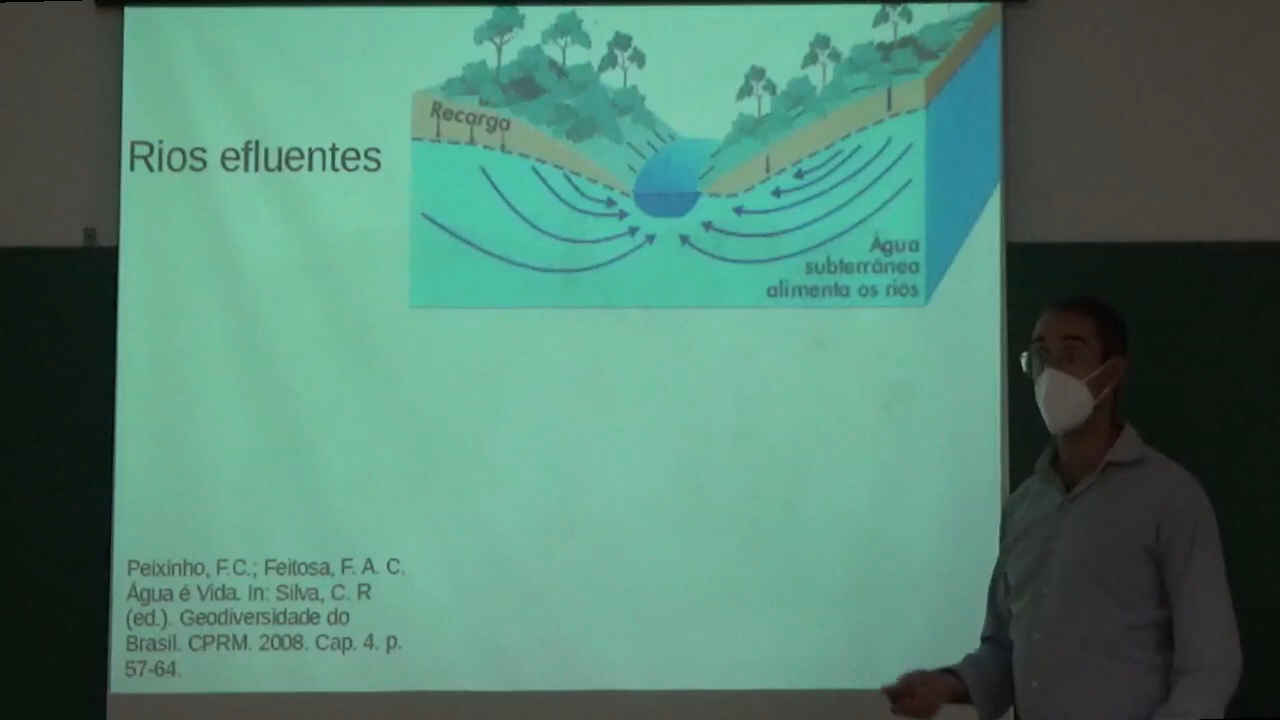 Recarga
Rios efluentes
Água
subterrânea
alimenta os rios
Peixinho, F.C.; Feitosa, F. A. C.
Água é Vida. In: Silva, C. R
(ed.). Geodiversidade do
Brasil. CPRM. 2008. Cap. 4. p.
57-64.